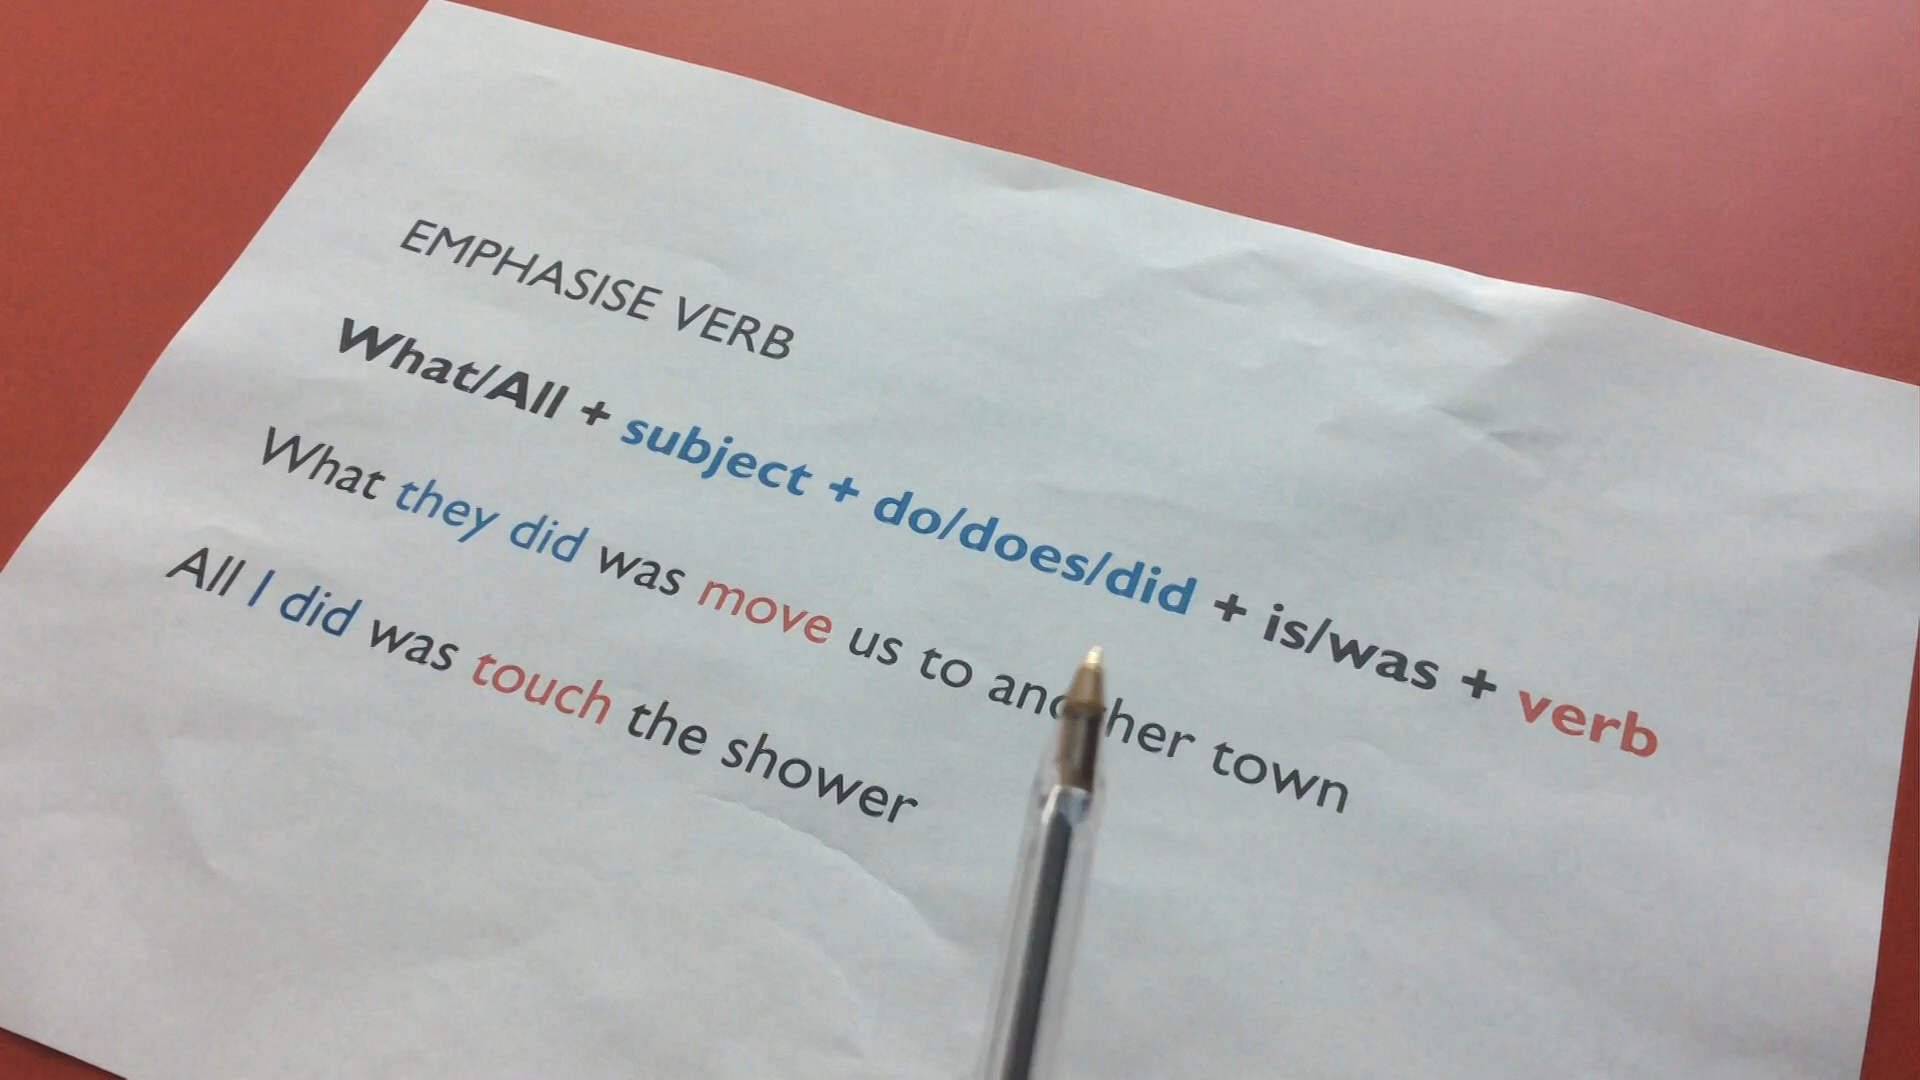 EMPHASISE VERB
What/All + subject + do/does/did + is/was + verb
What they did was move us to another town
All I did was touch the shower